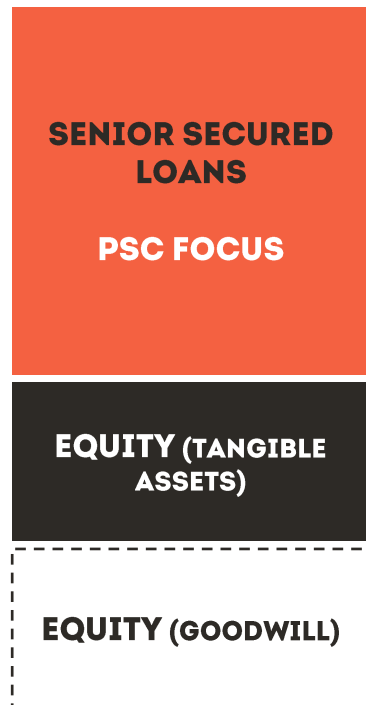 SENIOR SECURED
LOANS
PSC FOCUS
EQUITY (TANGIBLE
ASSETS)
EQUITY (GOODWILL)